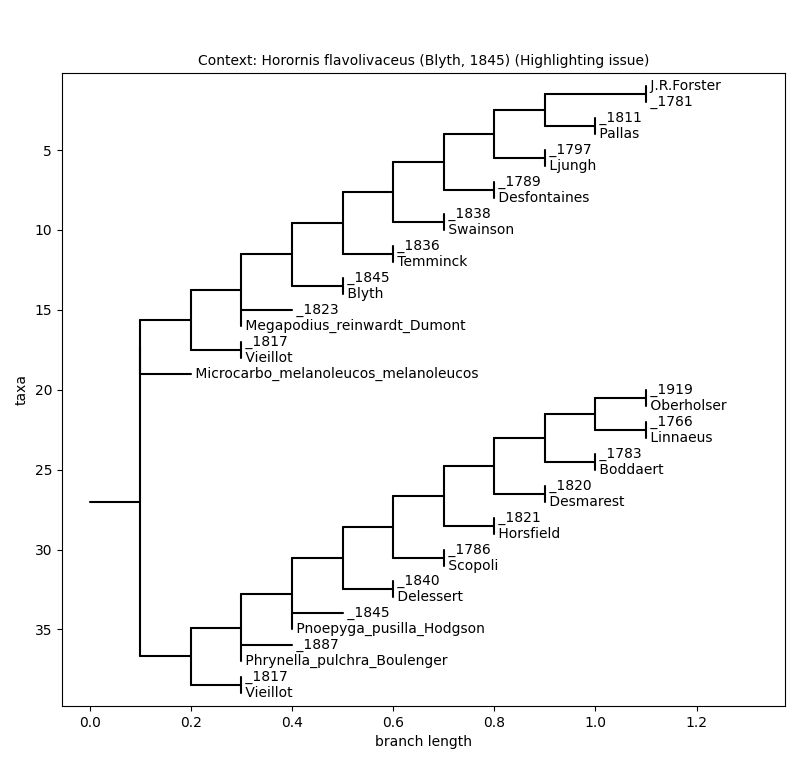 Context: Horornis flavolivaceus (Blyth, 1845) (Highlighting issue)
J.R.Forster
_1781
_1811
Pallas
_1797
Ljungh
_1789
Desfontaines
_1838
Swainson
_1836
Temminck
_1845
Blyth
_1823
Megapodius_reinwardt_Dumont
_1817
Vieillot
Microcarbo_melanoleucos_melanoleucos
_1919
Oberholser
_1766
Linnaeus
_1783
Boddaert
_1820
Desmarest
_1821
Horsfield
_1786
Scopoli
_1840
Delessert
_1845
Pnoepyga_pusilla_Hodgson
_1887
Phrynella_pulchra_Boulenger
_1817
Vieillot
5
10
15
20
25
30
35
taxa
0.0 0.2 0.4 0.6 0.8 1.0 1.2
branch length